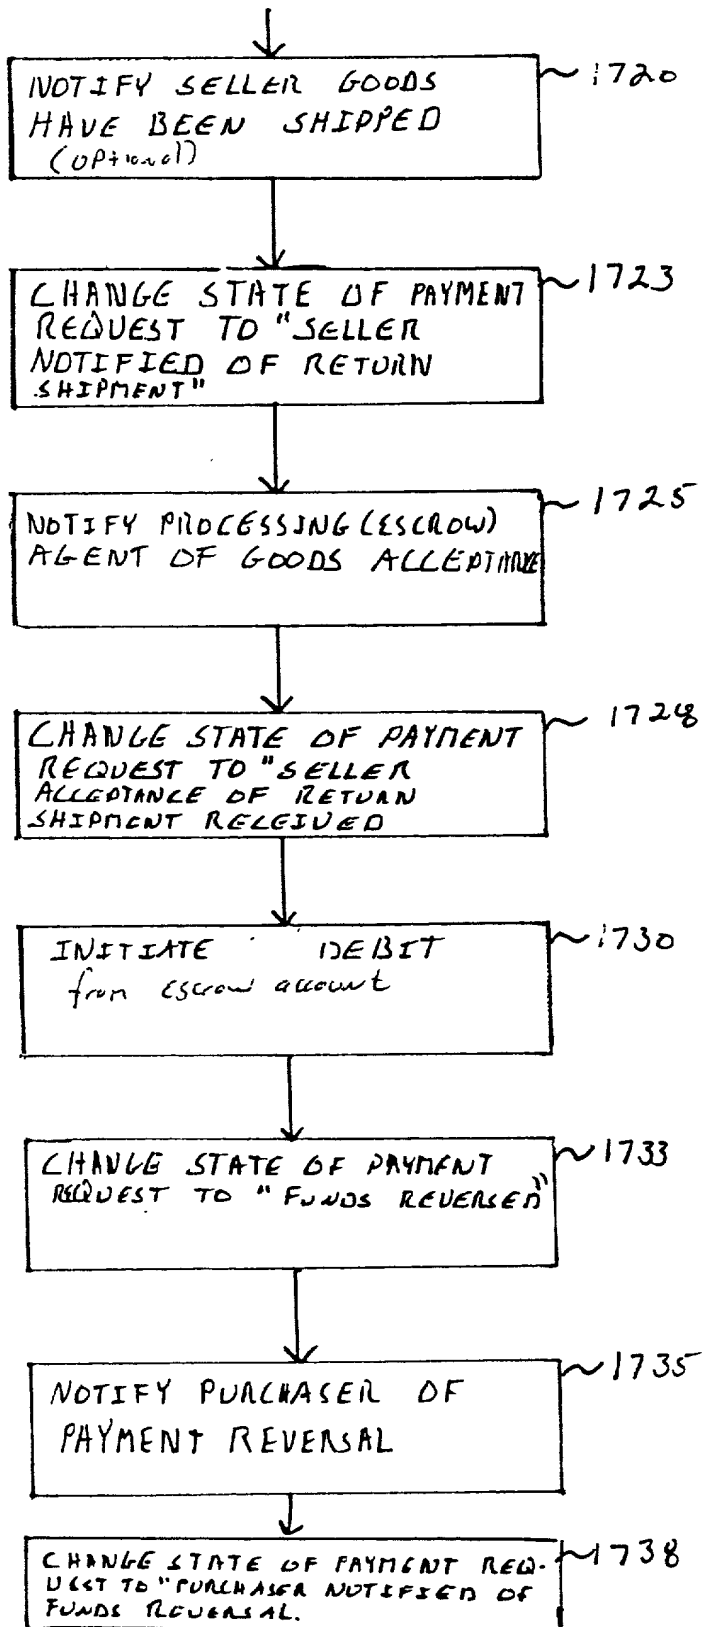 NOTIFY SELLER GOODS
HAVE BEEN SHIPPED
(optional)
1720
CHANGE STATE OF PAYMENT
REQUEST TO "SELLER
NOTIFIED OF RETURN
SHIPMENT"
1723
NOTIFY PROCESSING (ESCROW)
AGENT OF GOODS ACCEPTANCE
1725
CHANGE STATE OF PAYMENT
REQUEST TO "SELLER
ACCEPTANCE OF RETURN
SHIPMENT RECEIVED
1728
INITIATE DEBIT
from escrow account
1730
CHANGE STATE OF PAYMENT
REQUEST TO "FUNDS REVERSED"
1733
NOTIFY PURCHASER OF
PAYMENT REVERSAL
1735
CHANGE STATE OF PAYMENT REQ-
UEST TO "PURCHASER NOTIFIED OF
FUNDS REVERSAL.
1738